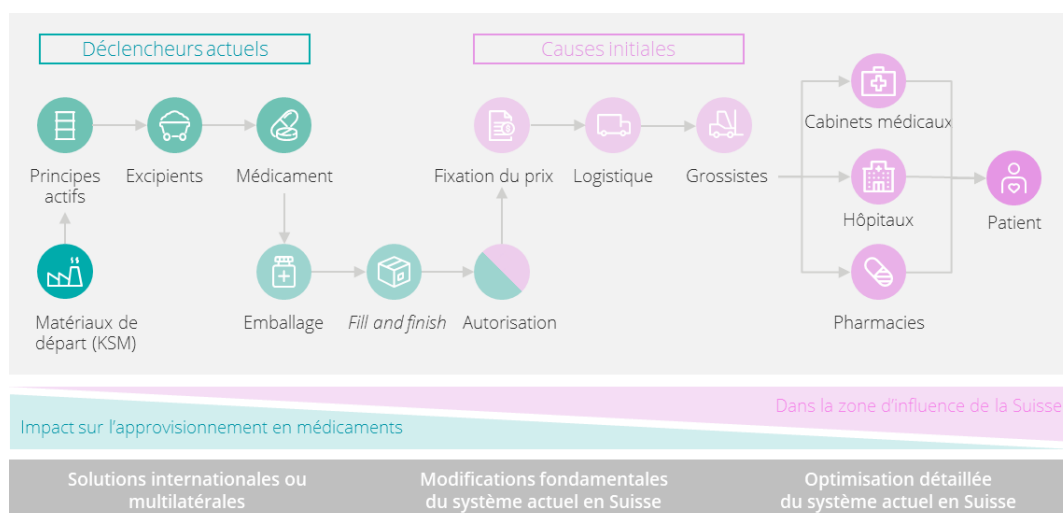 Déclencheurs actuels
Causes initiales
Principes
actifs
Excipients
Médicament
Fixation du prix
Logistique
Grossistes
Cabinets médicaux
Hôpitaux
Patient
Matériaux de
départ (KSM)
Emballage
Fill and finish
Autorisation
Pharmacies
Dans la zone d'influence de la Suisse
Impact sur l'approvisionnement en médicaments
Solutions internationales ou
multilatérales
Modifications fondamentales
du système actuel en Suisse
Optimisation détaillée
du système actuel en Suisse